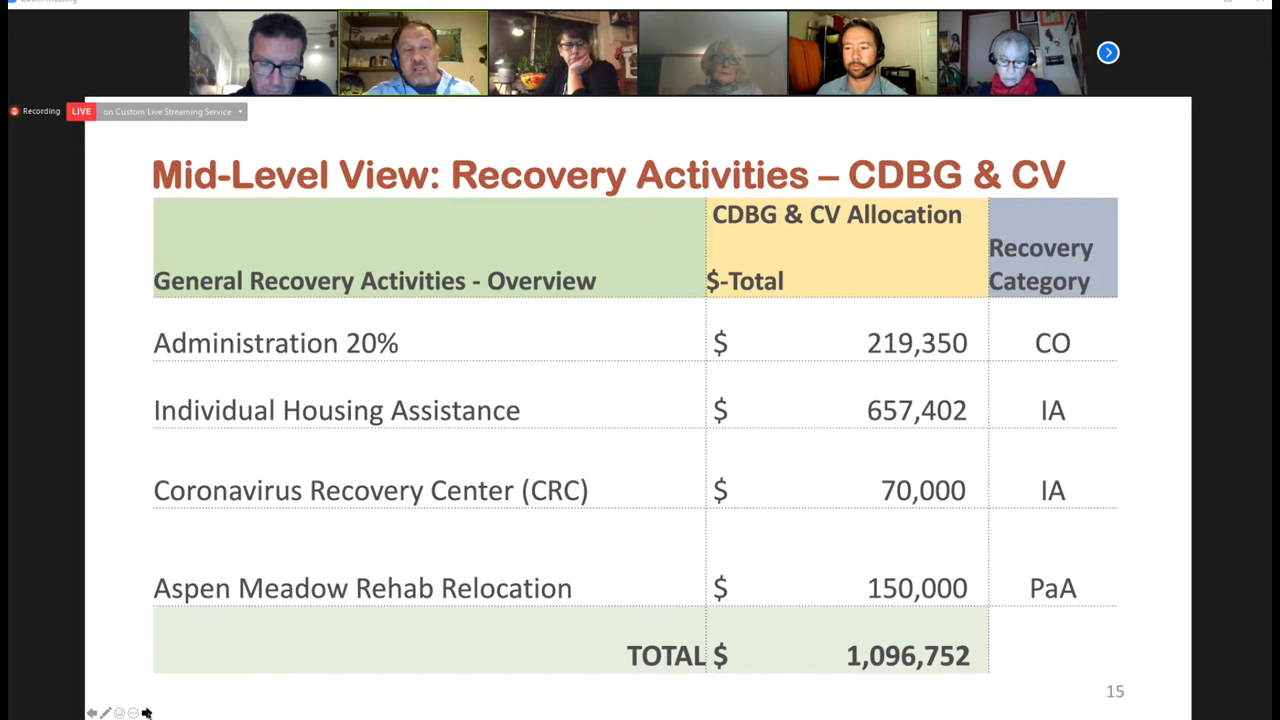 Recording
LIVE
on Custom Live Streaming Service
Mid-Level View: Recovery Activities – CDBG & CV
CDBG & CV Allocation
General Recovery Activities - Overview $-Total Recovery Category
Administration 20% $ 219,350 CO
Individual Housing Assistance $ 657,402 IA
Coronavirus Recovery Center (CRC) $ 70,000 IA
Aspen Meadow Rehab Relocation $ 150,000 PaA
TOTAL $ 1,096,752
15